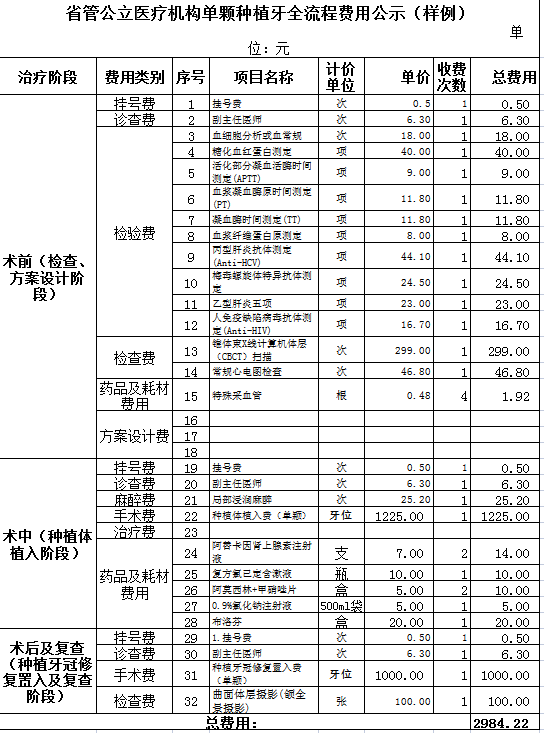 省管公立医疗机构单颗种植牙全流程费用公示（样例）
单
位：元
治疗阶段 费用类别 序号 项目名称 计价单位 单价 收费次数 总费用
术前（检查、方案设计阶段）
挂号费 1 挂号费 次 0.5 1 0.50
诊查费 2 副主任医师 次 6.30 1 6.30
检验费 3 血细胞分析或血常规 次 18.00 1 18.00
4 糖化血红蛋白测定 项 40.00 1 40.00
5 活化部分凝血活酶时间测定(APTT) 项 9.00 1 9.00
6 血浆凝血酶原时间测定(PT) 项 11.80 1 11.80
7 凝血酶时间测定(TT) 项 11.80 1 11.80
8 血浆纤维蛋白原测定 项 8.00 1 8.00
9 丙型肝炎抗体测定(Anti-HCV) 项 44.10 1 44.10
10 梅毒螺旋体特异抗体测定 项 24.50 1 24.50
11 乙型肝炎五项 项 23.00 1 23.00
12 人免疫缺陷病毒抗体测定(Anti-HIV) 项 16.70 1 16.70
检查费 13 锥体束X线计算机体层（CBCT）扫描 次 299.00 1 299.00
14 常规心电图检查 次 46.80 1 46.80
药品及耗材费用 15 特殊采血管 根 0.48 4 1.92
方案设计费 16
17
18
术中（种植体植入阶段）
挂号费 19 挂号费 次 0.50 1 0.50
诊查费 20 副主任医师 次 6.30 1 6.30
麻醉费 21 局部浸润麻醉 次 25.20 1 25.20
手术费 22 种植体植入费（单颗） 牙位 1225.00 1 1225.00
治疗费 23
药品及耗材费用 24 阿替卡因肾上腺素注射液 支 7.00 2 14.00
25 复方氯已定含漱液 瓶 10.00 1 10.00
26 阿莫西林+甲硝唑片 盒 5.00 2 10.00
27 0.9%氯化钠注射液 500ml袋 5.00 1 5.00
28 布洛芬 盒 20.00 1 20.00
术后及复查（种植牙冠修复置入及复查阶段）
挂号费 29 1.挂号费 次 0.50 1 0.50
诊查费 30 副主任医师 次 6.30 1 6.30
手术费 31 种植牙冠修复置入费（单颗） 牙位 1000.00 1 1000.00
检查费 32 曲面体层摄影(颌全景摄影) 张 100.00 1 100.00
总费用： 2984.22